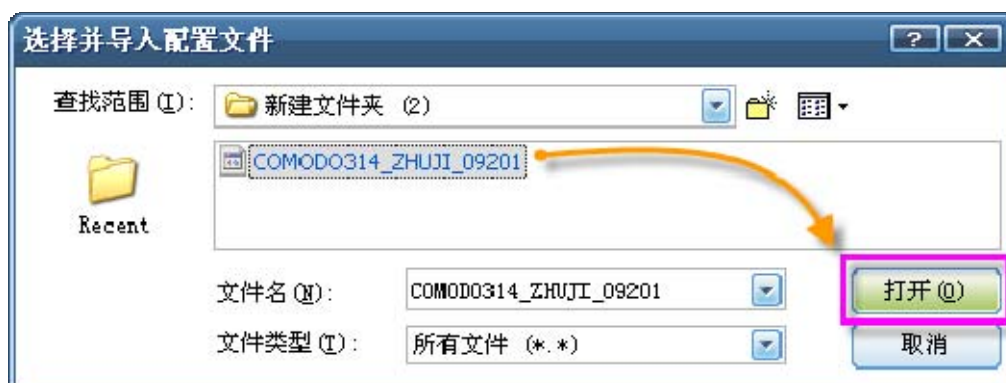 选择并导入配置文件
查找范围(I): 新建文件夹 (2)
COMODO314_ZHUJI_09201
Recent
文件名(N): COMODO314_ZHUJI_09201 打开(O)
文件类型(T): 所有文件 (*.*) 取消